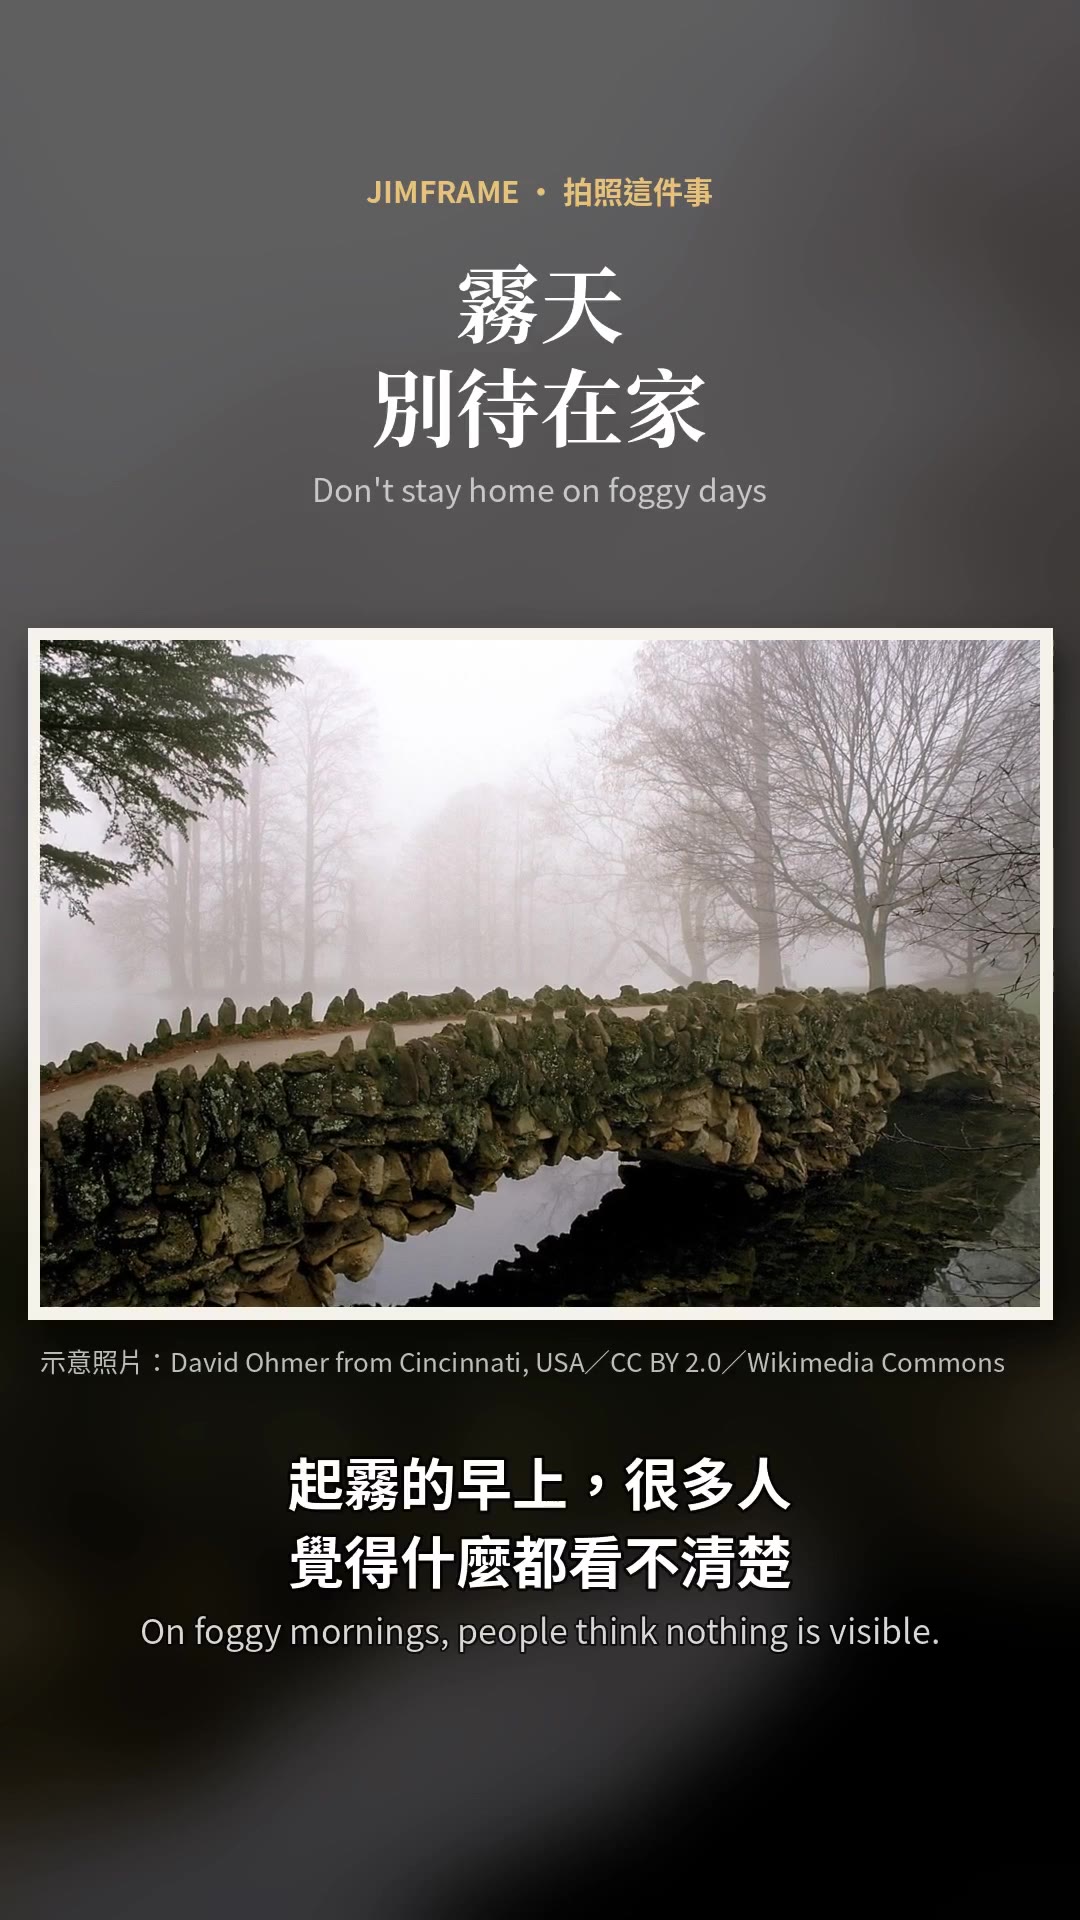 JIMFRAME · 拍照這件事
霧天
別待在家
Don't stay home on foggy days
示意照片：David Ohmer from Cincinnati, USA／CC BY 2.0／Wikimedia Commons
起霧的早上，很多人
覺得什麼都看不清楚
On foggy mornings, people think nothing is visible.